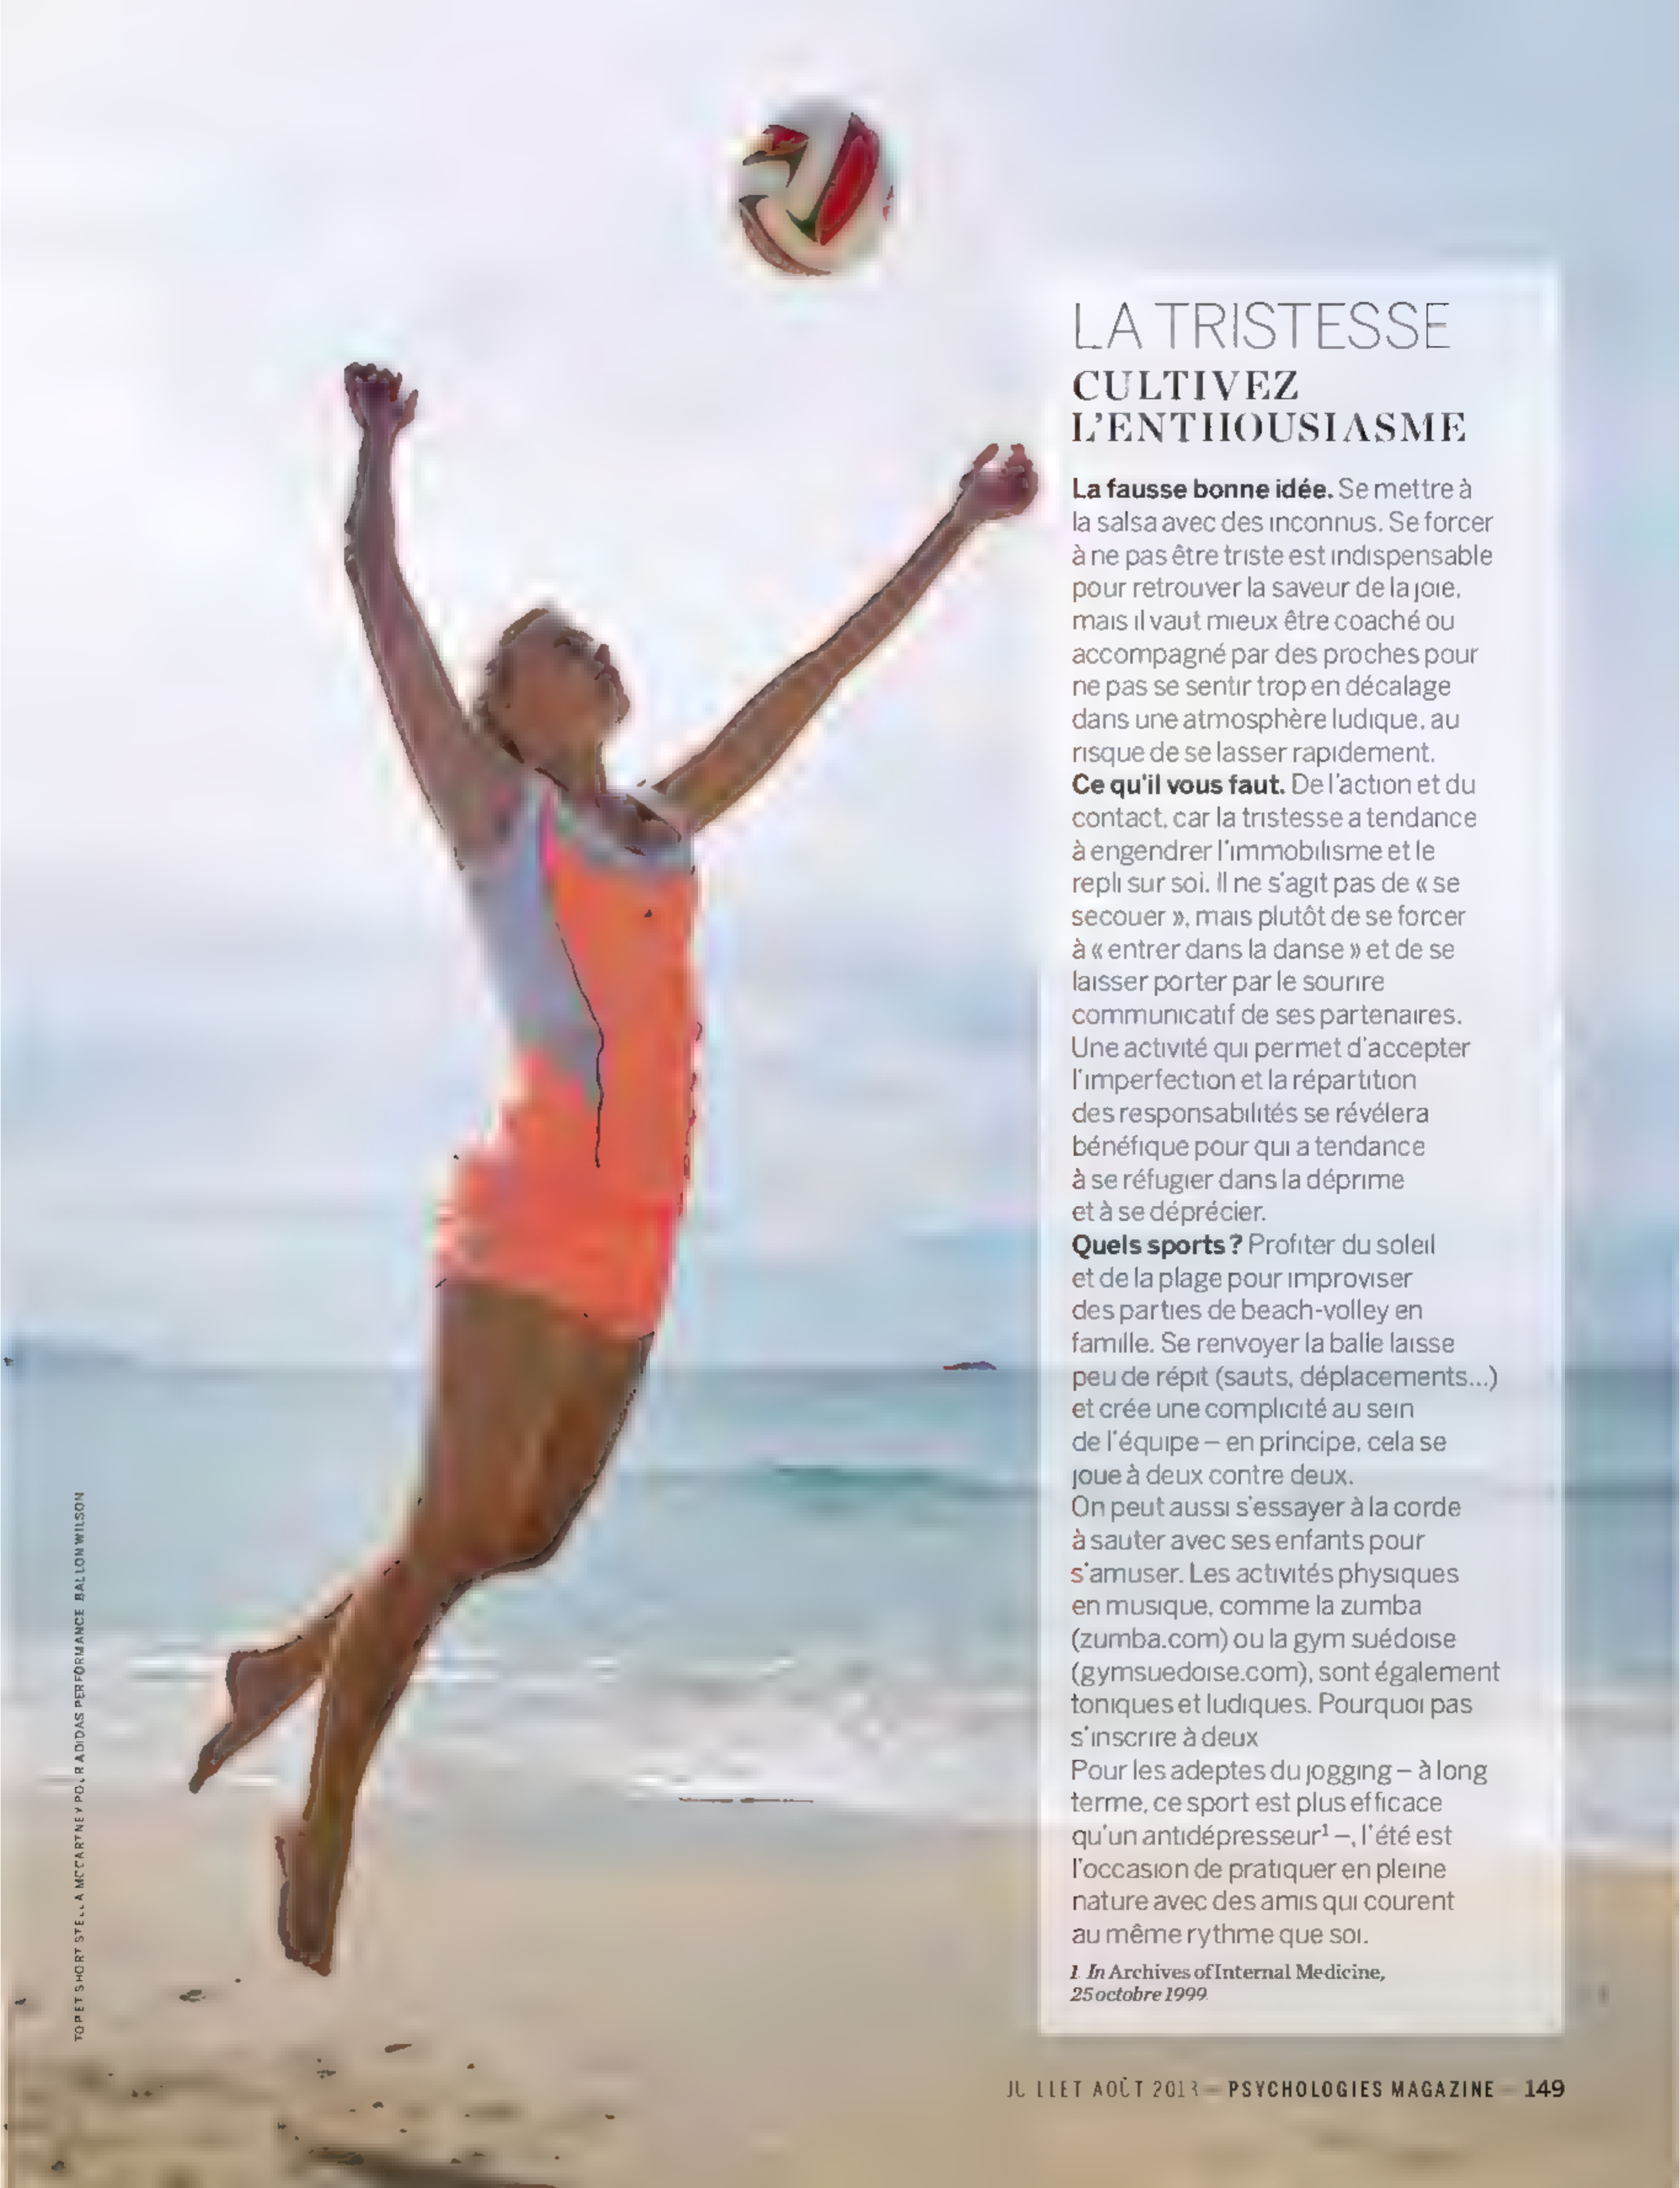 LA TRISTESSE
CULTIVEZ
L'ENTHOUSIASME
La fausse bonne idée. Se mettre à
la salsa avec des inconnus. Se forcer
à ne pas être triste est indispensable
pour retrouver la saveur de la joie,
mais il vaut mieux être coaché ou
accompagné par des proches pour
ne pas se sentir trop en décalage
dans une atmosphère ludique, au
risque de se lasser rapidement.
Ce qu'il vous faut. De l'action et du
contact, car la tristesse a tendance
à engendrer l'immobilisme et le
repli sur soi. Il ne s'agit pas de « se
secouer », mais plutôt de se forcer
à « entrer dans la danse » et de se
laisser porter par le sourire
communicatif de ses partenaires.
Une activité qui permet d'accepter
l'imperfection et la répartition
des responsabilités se révélera
bénéfique pour qui a tendance
à se réfugier dans la déprime
et à se déprécier.
Quels sports ? Profiter du soleil
et de la plage pour improviser
des parties de beach-volley en
famille. Se renvoyer la balle laisse
peu de répit (sauts, déplacements...)
et crée une complicité au sein
de l'équipe – en principe, cela se
joue à deux contre deux.
On peut aussi s'essayer à la corde
à sauter avec ses enfants pour
s'amuser. Les activités physiques
en musique, comme la zumba
(zumba.com) ou la gym suédoise
(gymsuedoise.com), sont également
toniques et ludiques. Pourquoi pas
s'inscrire à deux
Pour les adeptes du jogging – à long
terme, ce sport est plus efficace
qu'un antidépresseur¹ –, l'été est
l'occasion de pratiquer en pleine
nature avec des amis qui courent
au même rythme que soi.
1. In Archives of Internal Medicine,
25 octobre 1999.
TOP ET SHORT STELLA MCCARTNEY POUR ADIDAS PERFORMANCE BALLON WILSON
JUILLET AOÛT 2013 – PSYCHOLOGIES MAGAZINE – 149